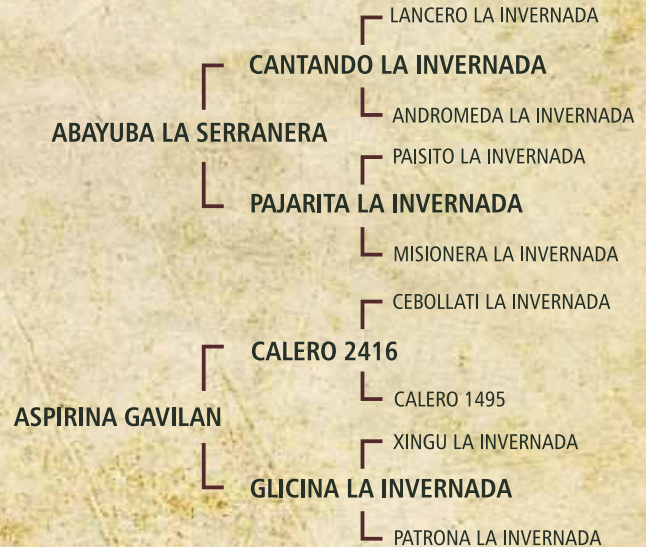 LANCERO LA INVERNADA
CANTANDO LA INVERNADA
ANDROMEDA LA INVERNADA
ABAYUBA LA SERRANERA
PAISITO LA INVERNADA
PAJARITA LA INVERNADA
MISIONERA LA INVERNADA
CEBOLLATI LA INVERNADA
CALERO 2416
CALERO 1495
ASPIRINA GAVILAN
XINGU LA INVERNADA
GLICINA LA INVERNADA
PATRONA LA INVERNADA